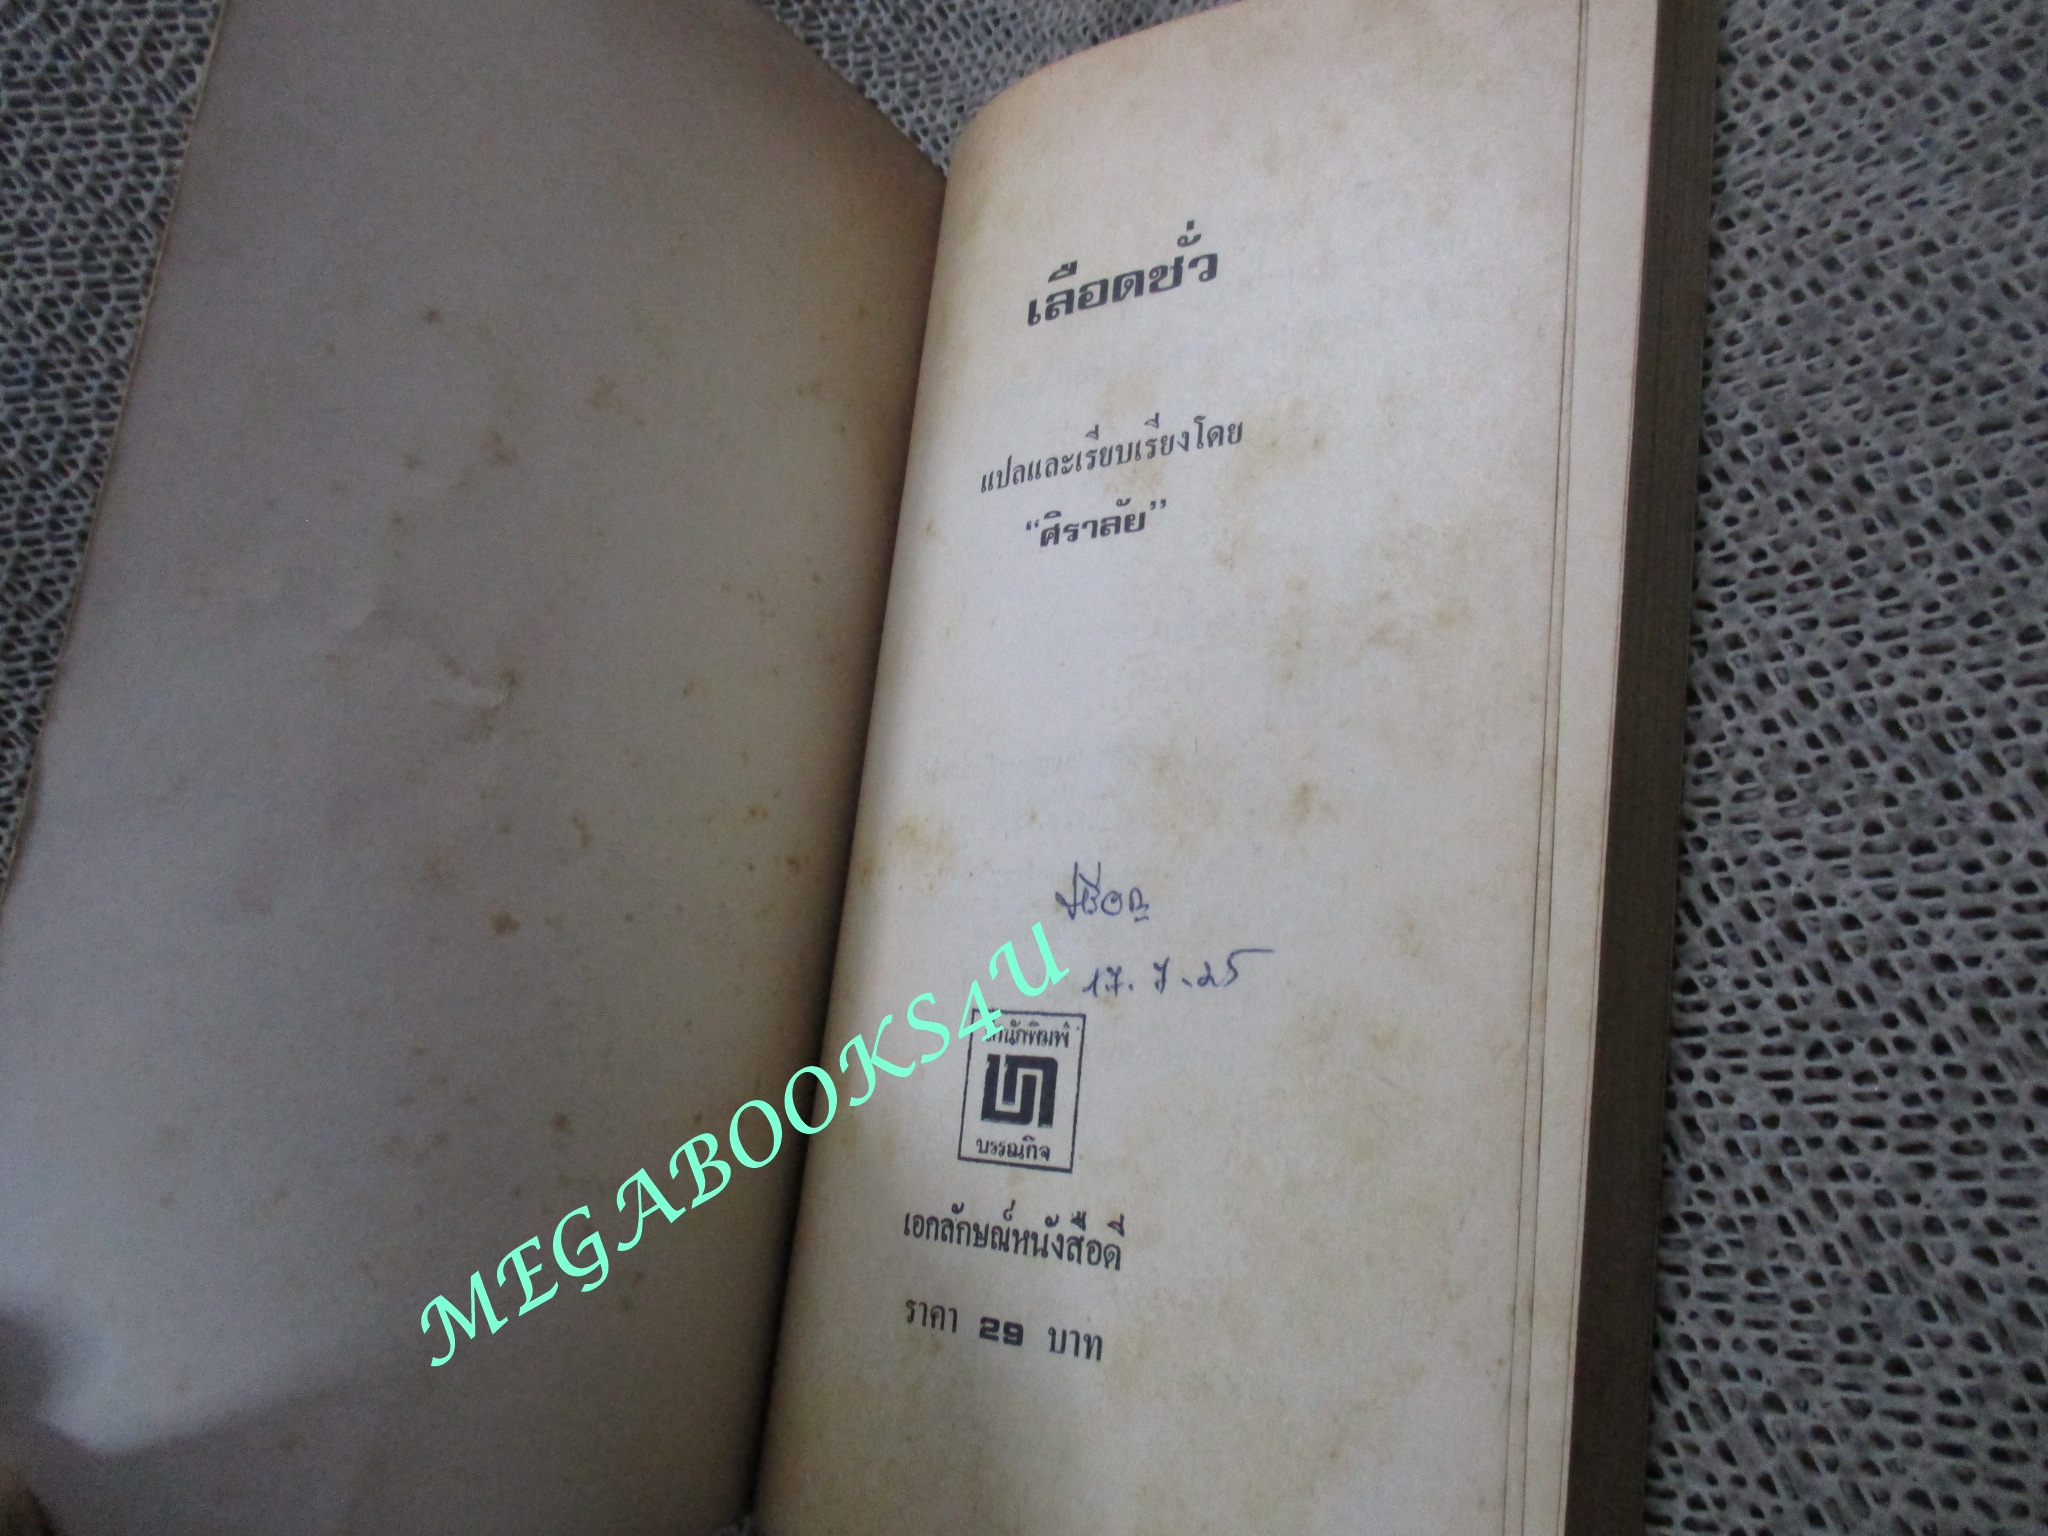 เลือดชั่ว
แปลและเรียบเรียงโดย
“ศิราลัย”
17.7.25
สำนักพิมพ์
บรรณกิจ
เอกลักษณ์หนังสือดี
ราคา 29 บาท
MEGABOOKS4U